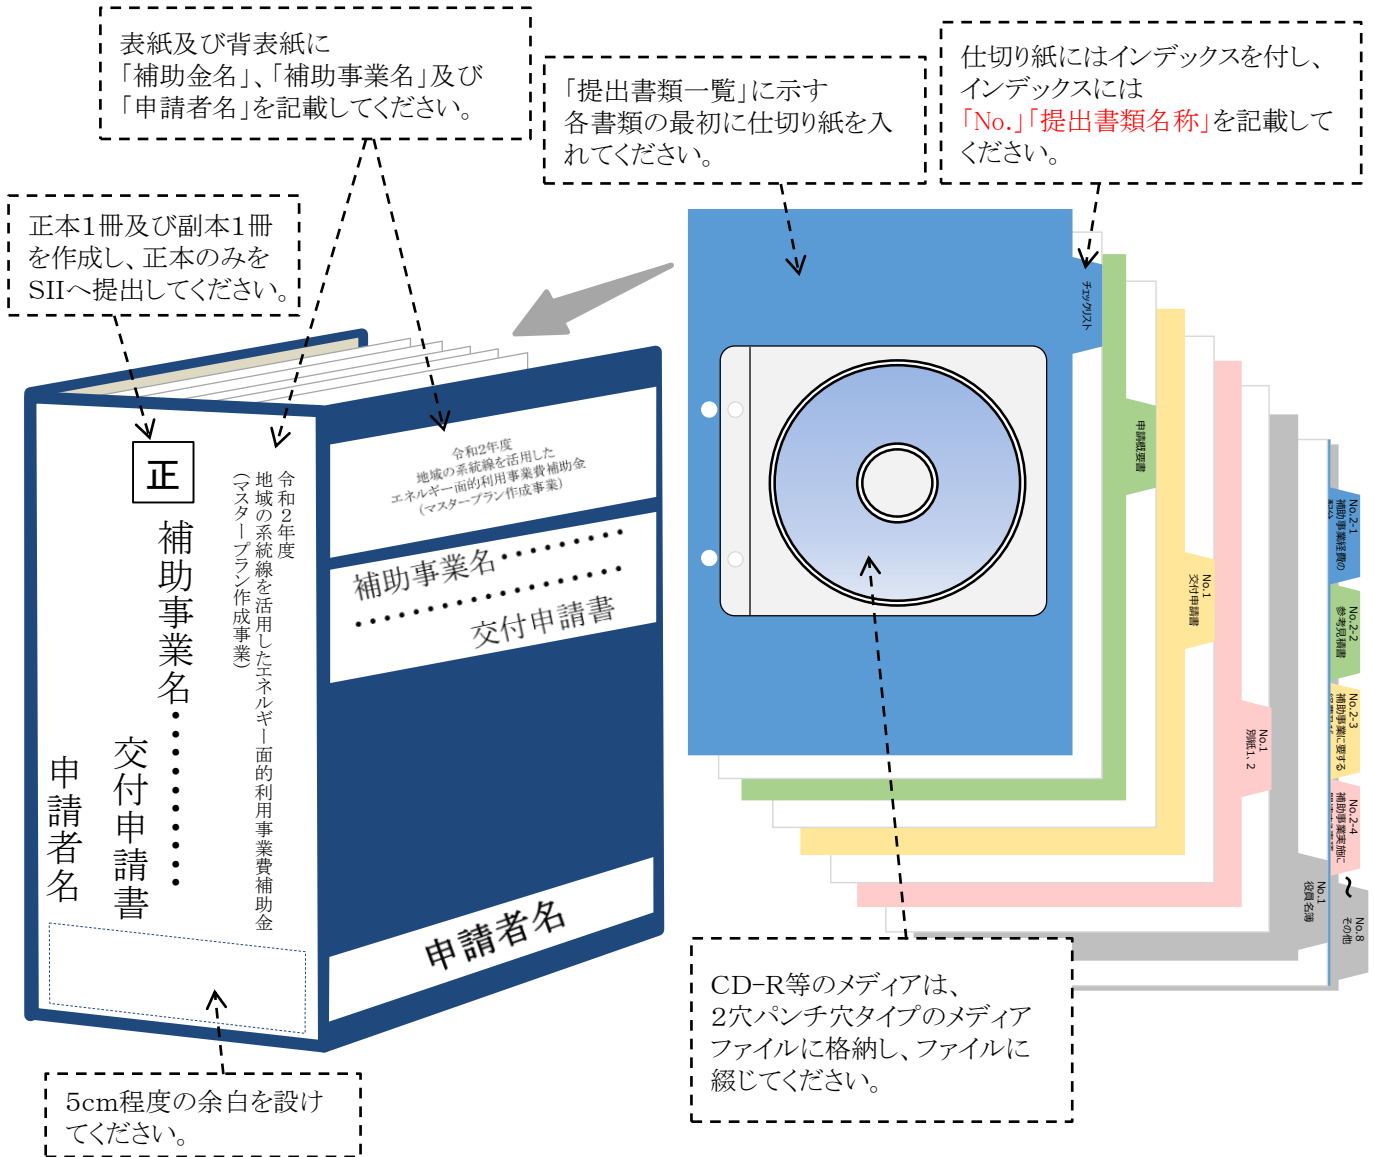 表紙及び背表紙に
「補助金名」、「補助事業名」及び
「申請者名」を記載してください。
「提出書類一覧」に示す
各書類の最初に仕切り紙を入
れてください。
仕切り紙にはインデックスを付し、
インデックスには
「No.」「提出書類名称」を記載して
ください。
正本1冊及び副本1冊
を作成し、正本のみを
SIIへ提出してください。
正
令和2年度
地域の系統線を活用したエネルギー面的利用事業費補助金
(マスタープラン作成事業)
補助事業名・・・・・・・・・・
交付申請書
申請者名
令和2年度
地域の系統線を活用した
エネルギー面的利用事業費補助金
(マスタープラン作成事業)
補助事業名・・・・・・・・・
・・・・・・・・・・・・・・・・
交付申請書
申請者名
チェックリスト
申請概要書
No.1
交付申請書
No.1
別紙1、2
No.1
役員名簿
No.2-1
補助事業経費の
No.2-2
参考見積書
No.2-3
補助事業に要する
No.2-4
補助事業実施に
～
No.8
その他
CD-R等のメディアは、
2穴パンチ穴タイプのメディア
ファイルに格納し、ファイルに
綴じてください。
5cm程度の余白を設け
てください。